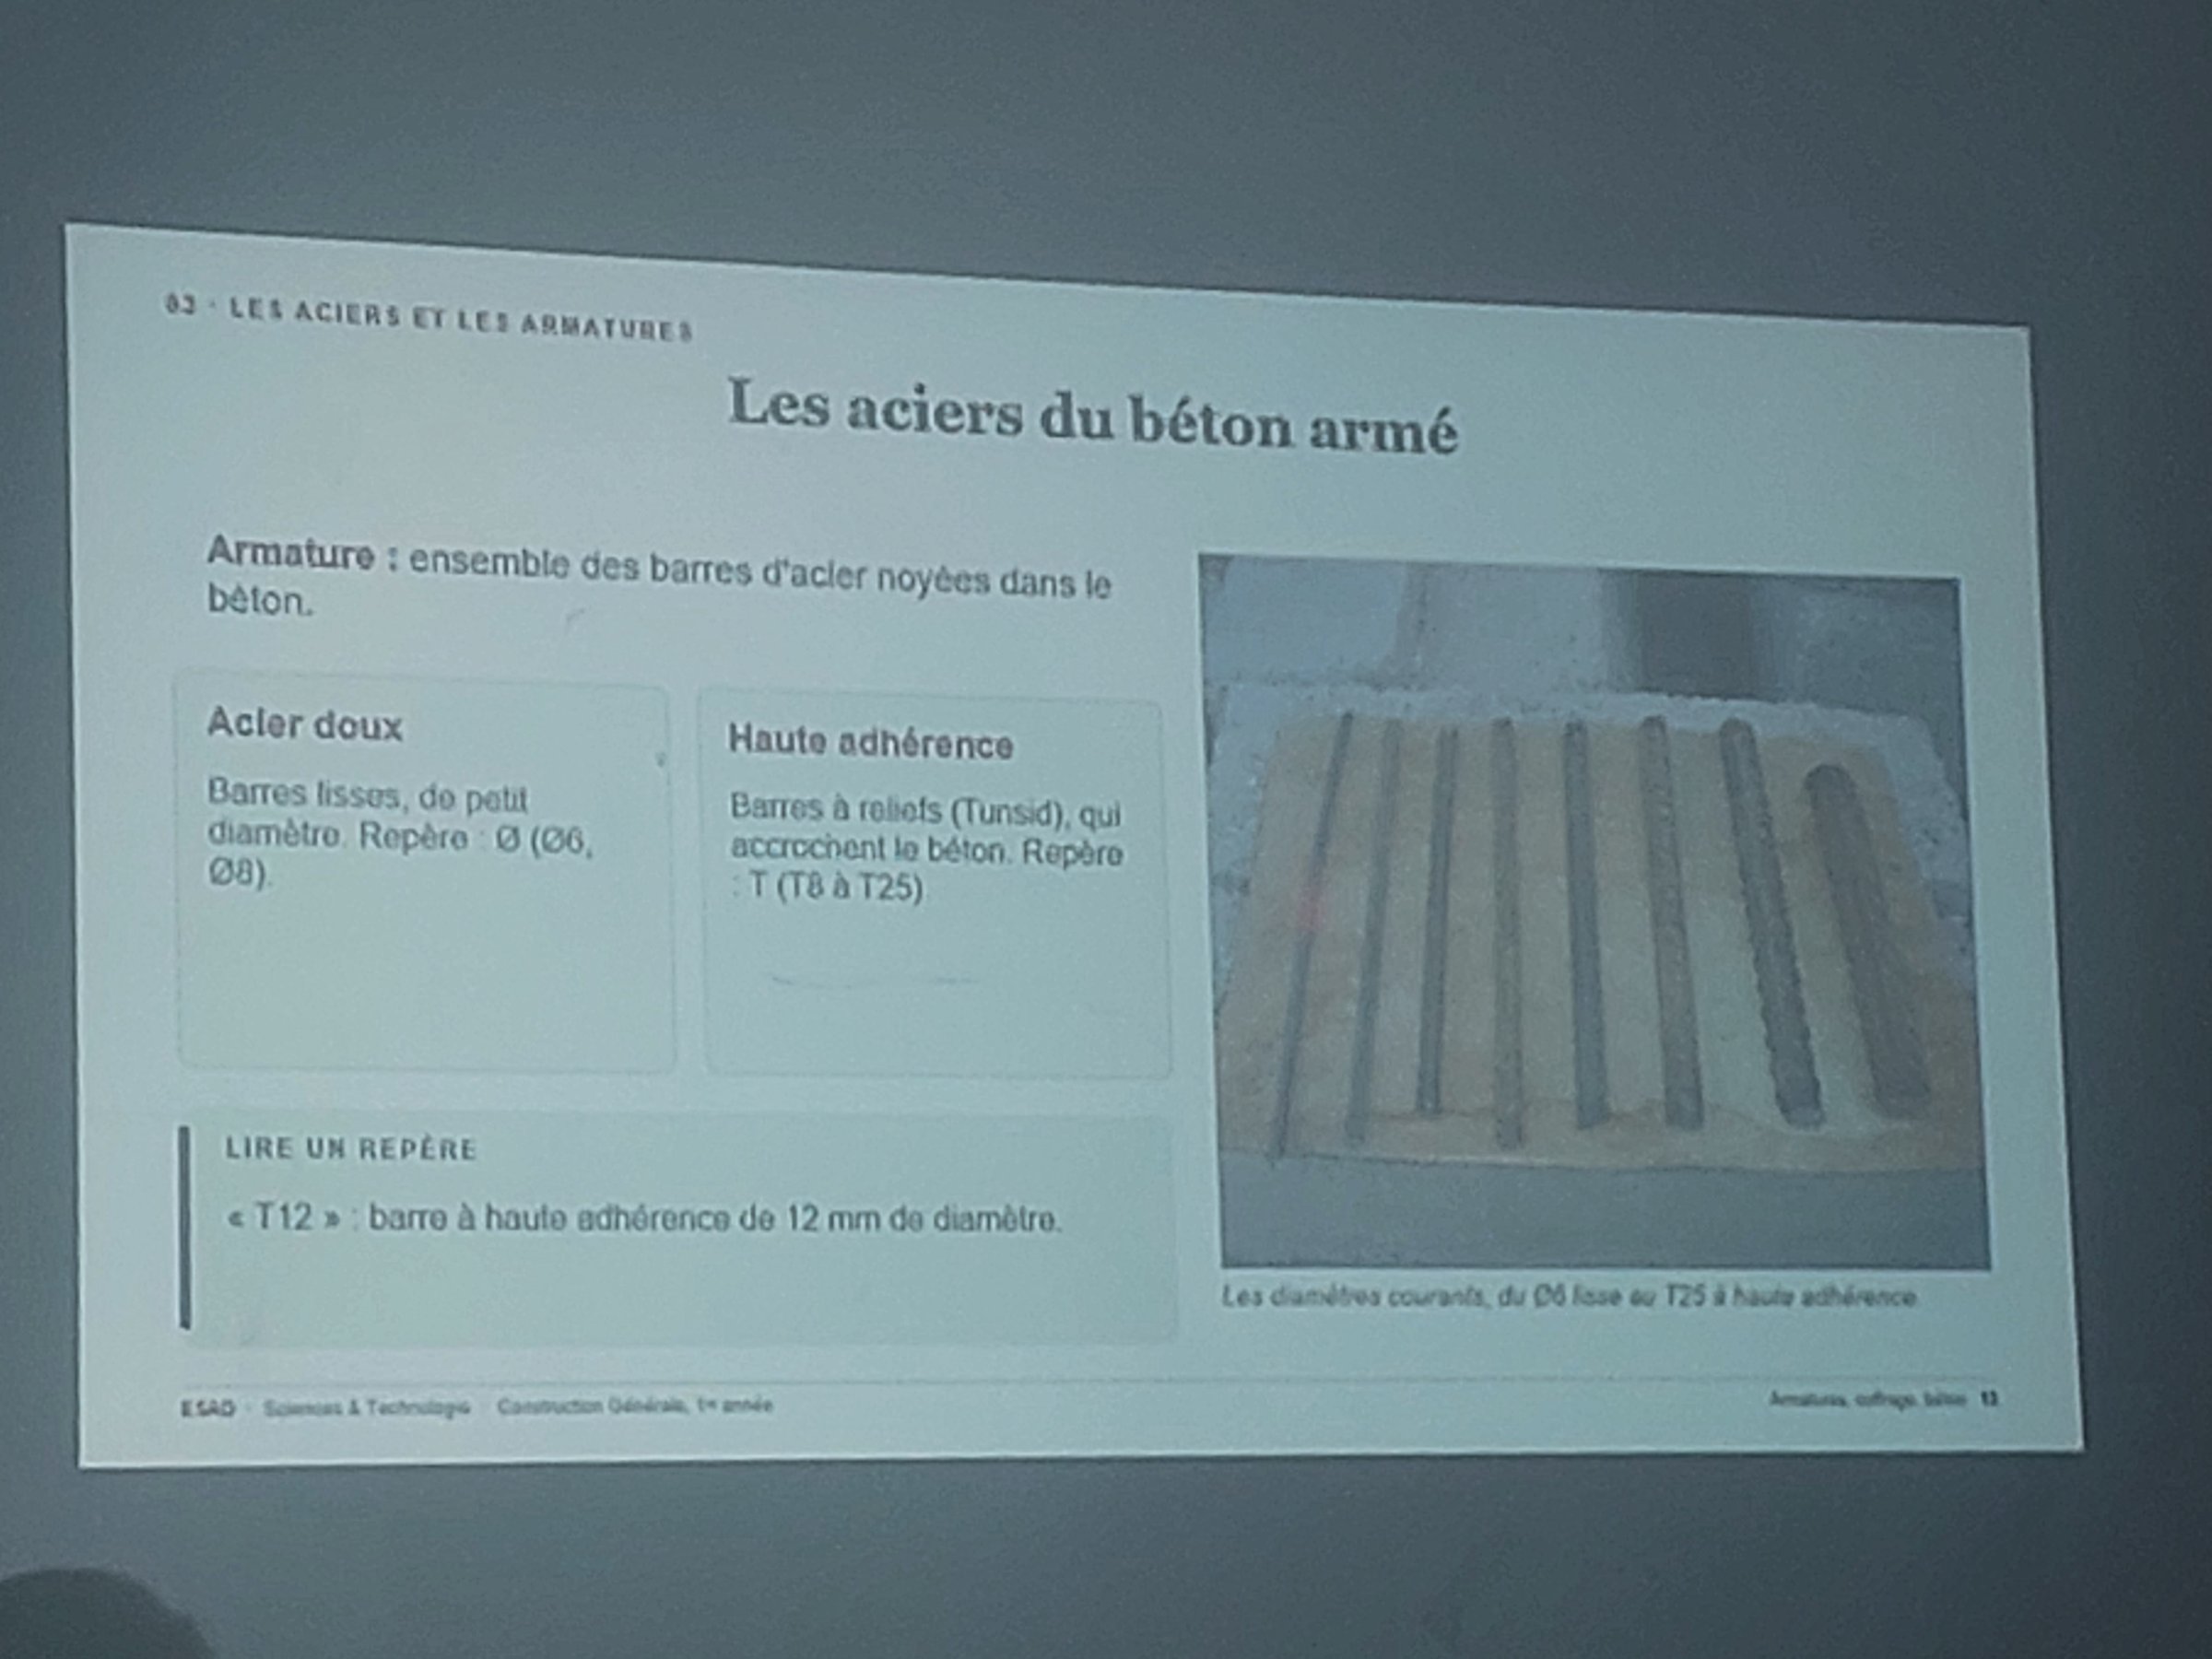 03 · LES ACIERS ET LES ARMATURES
Les aciers du béton armé
Armature : ensemble des barres d'acier noyées dans le
béton.
Acier doux
Barres lisses, de petit
diamètre. Repère : Ø (Ø6,
Ø8).
Haute adhérence
Barres à reliefs (Tunsid), qui
accrochent le béton. Repère
: T (T8 à T25)
LIRE UN REPÈRE
« T12 » : barre à haute adhérence de 12 mm de diamètre.
Les diamètres courants, du Ø6 lisse au T25 à haute adhérence
ESAD · Sciences & Technologie · Construction Générale, 1re année
Armatures, coffrage, béton 13